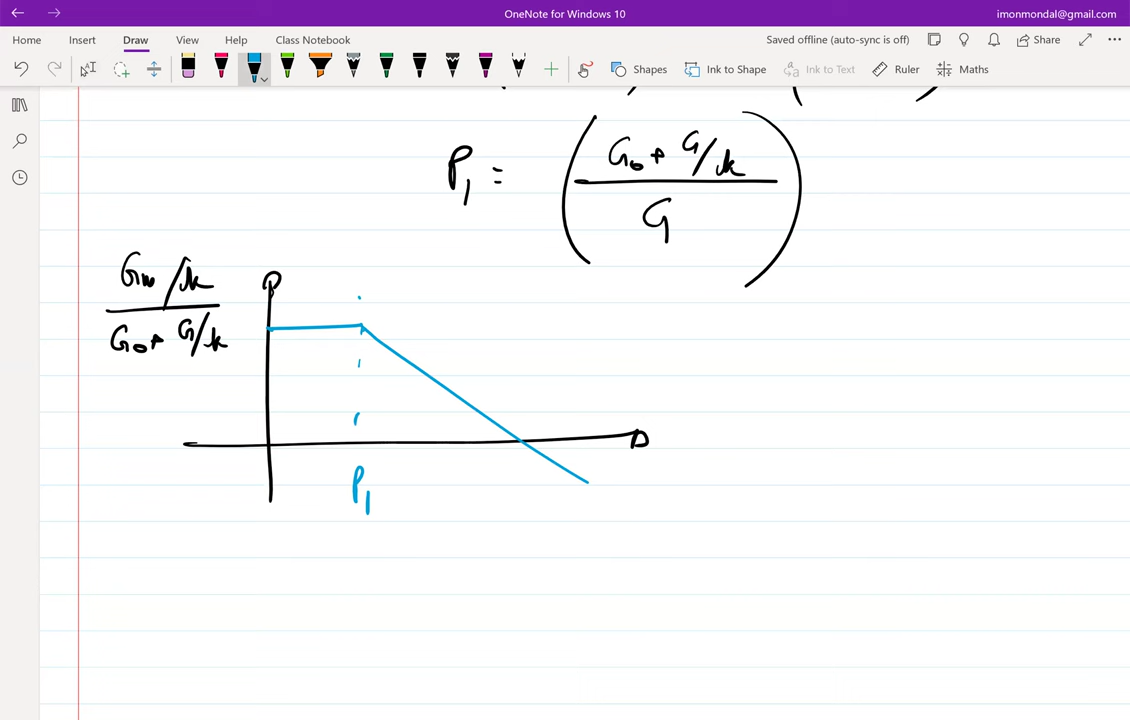 OneNote for Windows 10
imonmondal@gmail.com
Home Insert Draw View Help Class Notebook
Saved offline (auto-sync is off) Share
Shapes Ink to Shape Ink to Text Ruler Maths
P1 = (G0 + G/k / G)
Gm/k
G0 + G/k
P1